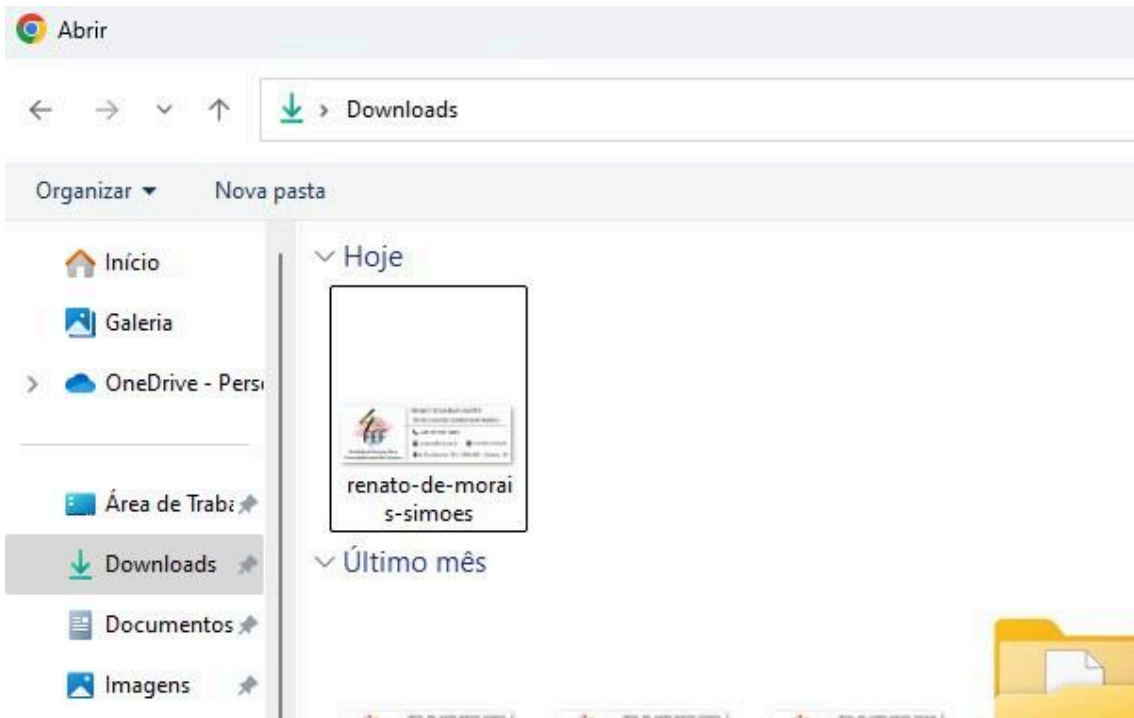 Abrir
Downloads
Organizar
Nova pasta
Início
Galeria
OneDrive - Pers
Área de Traba
Downloads
Documentos
Imagens
Hoje
renato-de-morai
s-simoes
Último mês